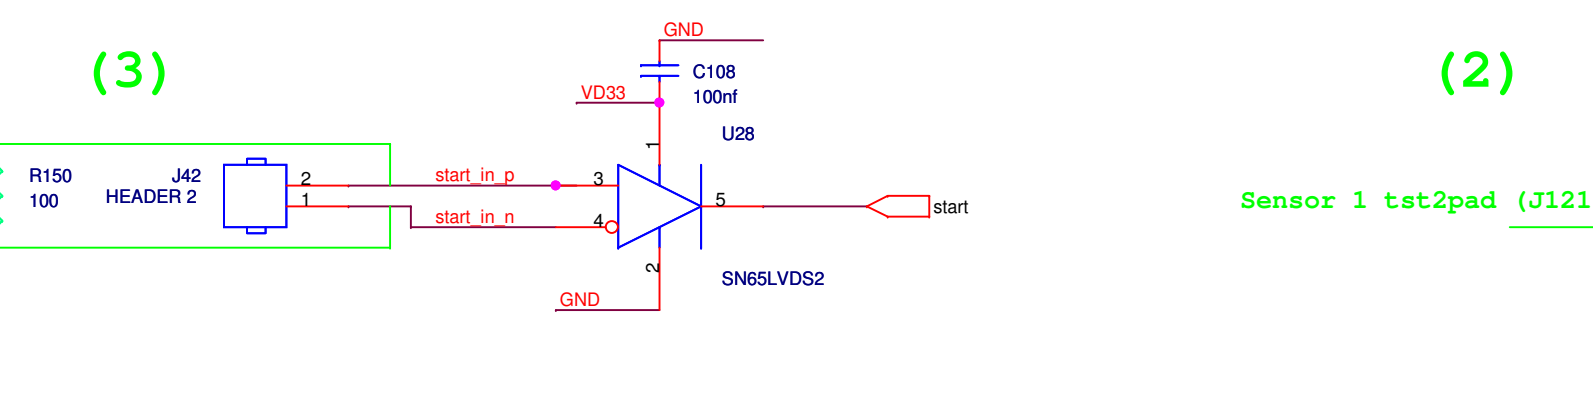 GND
(3)
(2)
C108
100nf
VD33
U28
1
R150
100
J42
HEADER 2
2
1
start_in_p
3
start_in_n
4
5
start
Sensor 1 tst2pad (J121
2
SN65LVDS2
GND